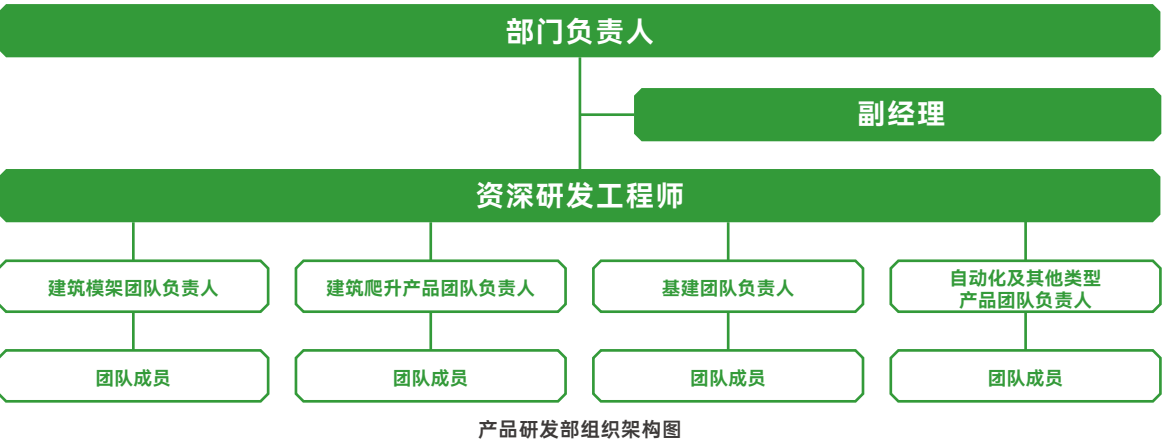 部门负责人
副经理
资深研发工程师
建筑模架团队负责人
建筑爬升产品团队负责人
基建团队负责人
自动化及其他类型
产品团队负责人
团队成员
团队成员
团队成员
团队成员
产品研发部组织架构图